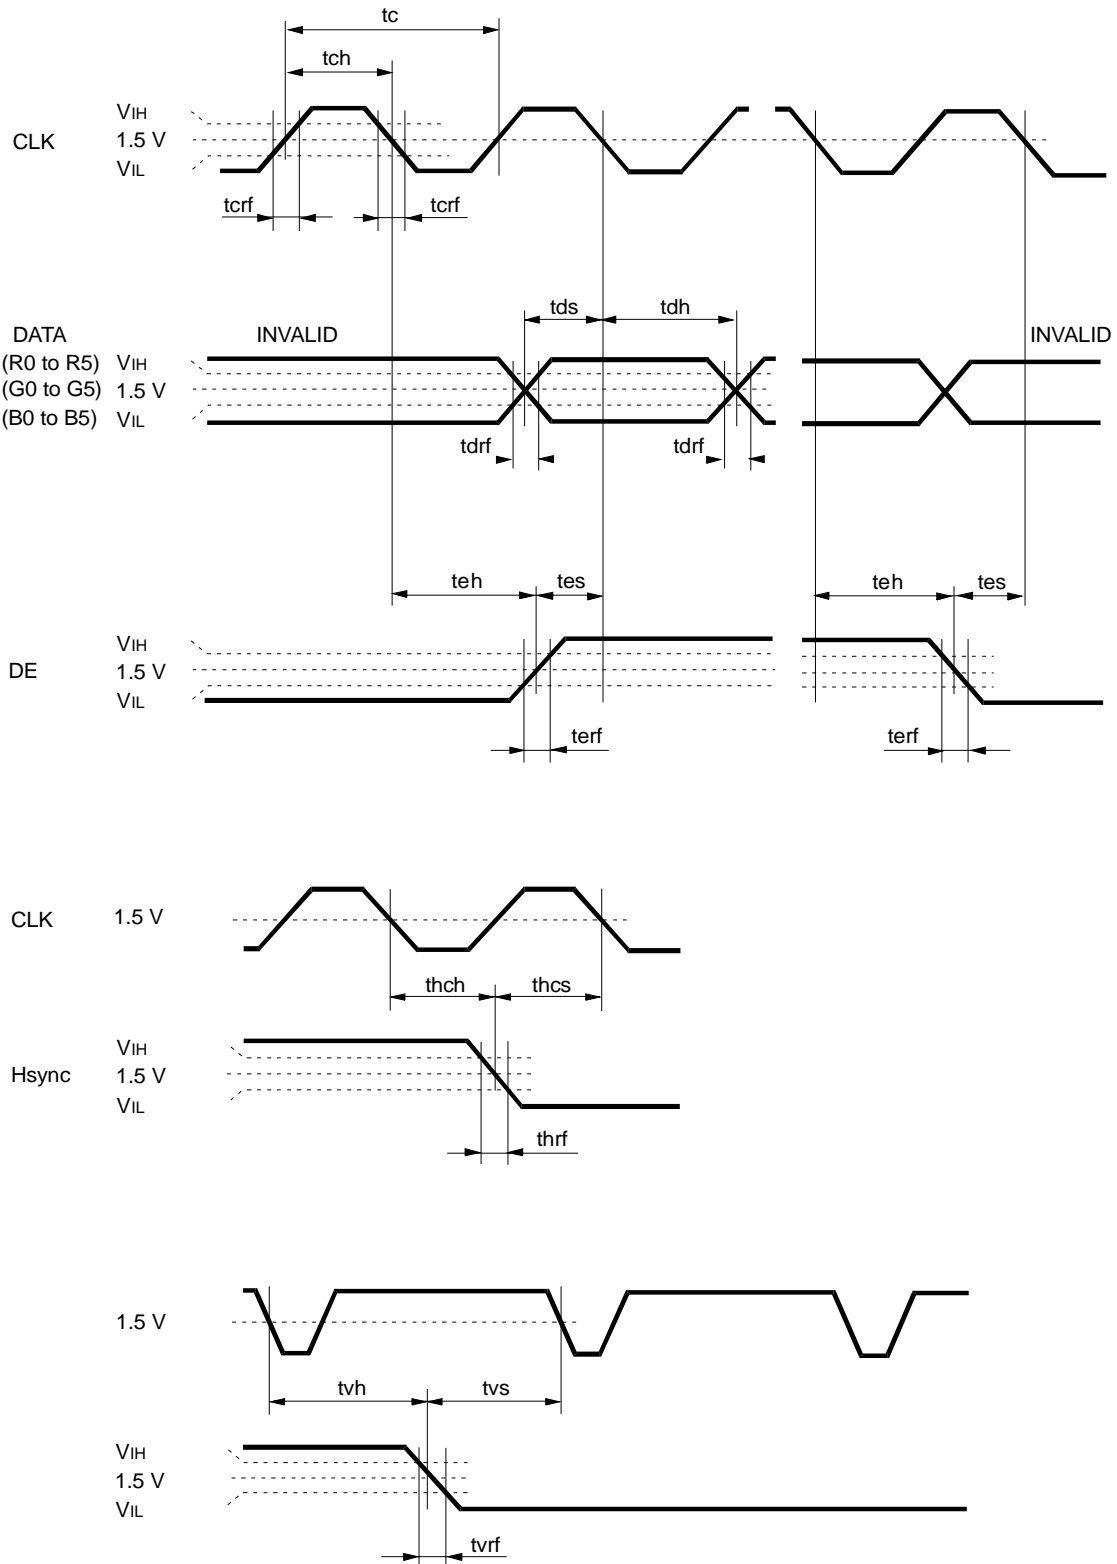 tc
tch
VIH
CLK 1.5 V
VIL
tcrf tcrf
tds tdh
DATA INVALID INVALID
(R0 to R5) VIH
(G0 to G5) 1.5 V
(B0 to B5) VIL
tdrf tdrf
teh tes teh tes
VIH
DE 1.5 V
VIL
terf terf
CLK 1.5 V
thch thcs
VIH
Hsync 1.5 V
VIL
thrf
1.5 V
tvh tvs
VIH
1.5 V
VIL
tvrf